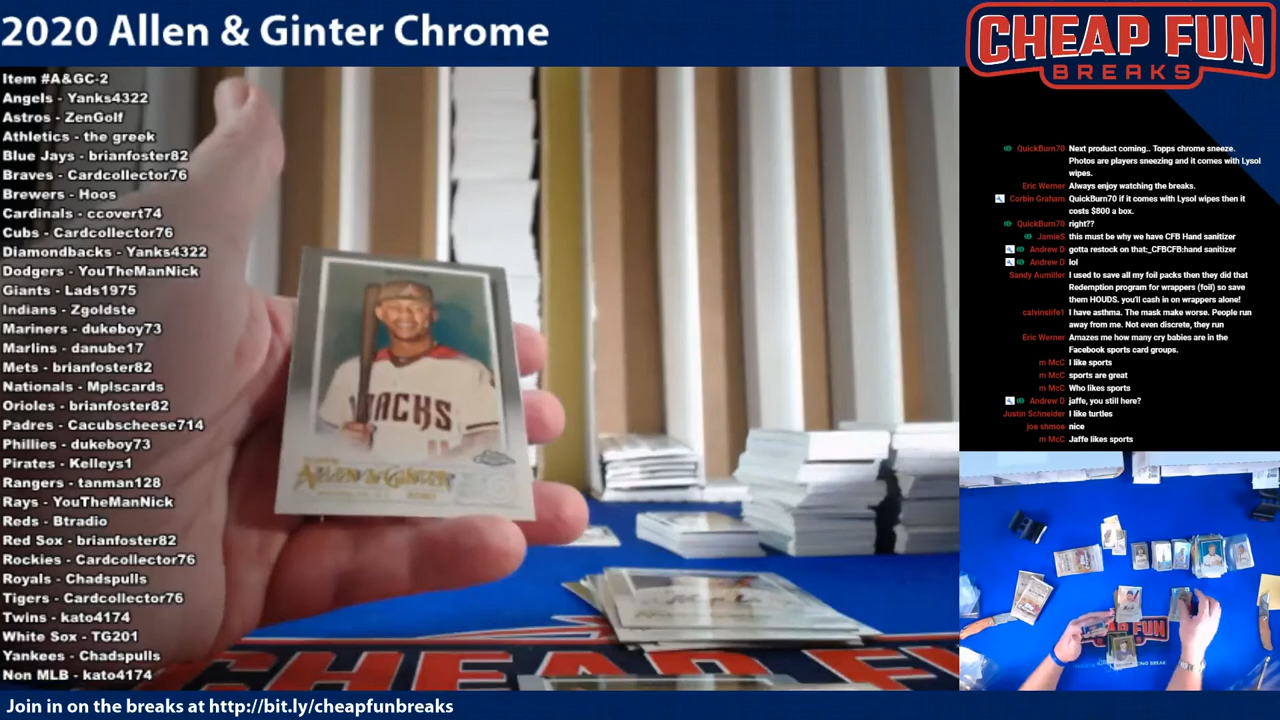 2020 Allen & Ginter Chrome
CHEAP FUN
BREAKS
Item #A&GC-2
Angels - Yanks4322
Astros - ZenGolf
Athletics - the greek
Blue Jays - brianfoster82
Braves - Cardcollector76
Brewers - Hoos
Cardinals - ccovert74
Cubs - Cardcollector76
Diamondbacks - Yanks4322
Dodgers - YouTheManNick
Giants - Lads1975
Indians - Zgoldste
Mariners - dukeboy73
Marlins - danube17
Mets - brianfoster82
Nationals - Mplscards
Orioles - brianfoster82
Padres - Cacubscheese714
Phillies - dukeboy73
Pirates - Kelleys1
Rangers - tanman128
Rays - YouTheManNick
Reds - Btradio
Red Sox - brianfoster82
Rockies - Cardcollector76
Royals - Chadspulls
Tigers - Cardcollector76
Twins - kato4174
White Sox - TG201
Yankees - Chadspulls
Non MLB - kato4174
ACKS
ALLEN & GINTER
CHEAP F
QuickBurn70 Next product coming.. Topps chrome sneeze.
Photos are players sneezing and it comes with Lysol
wipes.
Eric Werner Always enjoy watching the breaks.
Corbin Graham QuickBurn70 if it comes with Lysol wipes then it
costs $800 a box.
QuickBurn70 right??
JamieS this must be why we have CFB Hand sanitizer
Andrew D gotta restock on that:_CFBCFB:hand sanitizer
Andrew D lol
Sandy Aumiller I used to save all my foil packs then they did that
Redemption program for wrappers (foil) so save
them HOUDS. you'll cash in on wrappers alone!
calvinslife1 I have asthma. The mask make worse. People run
away from me. Not even discrete, they run
Eric Werner Amazes me how many cry babies are in the
Facebook sports card groups.
m McC I like sports
m McC sports are great
m McC Who likes sports
Andrew D jaffe, you still here?
Justin Schneider I like turtles
joe shmoe nice
m McC Jaffe likes sports
CHEAP FUN
Join in on the breaks at http://bit.ly/cheapfunbreaks